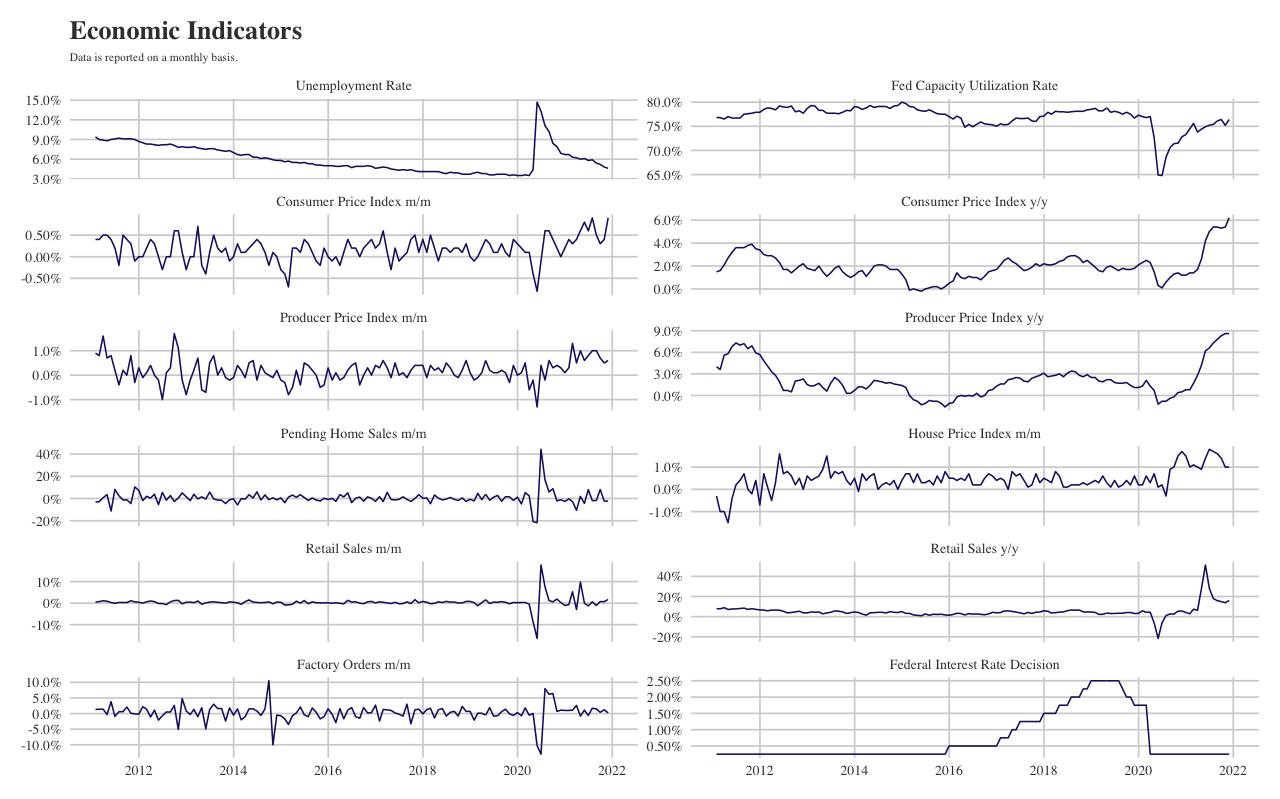 Economic Indicators
Data is reported on a monthly basis.
Unemployment Rate
15.0%
12.0%
9.0%
6.0%
3.0%
Fed Capacity Utilization Rate
80.0%
75.0%
70.0%
65.0%
Consumer Price Index m/m
0.50%
0.00%
-0.50%
Consumer Price Index y/y
6.0%
4.0%
2.0%
0.0%
Producer Price Index m/m
1.0%
0.0%
-1.0%
Producer Price Index y/y
9.0%
6.0%
3.0%
0.0%
Pending Home Sales m/m
40%
20%
0%
-20%
House Price Index m/m
1.0%
0.0%
-1.0%
Retail Sales m/m
10%
0%
-10%
Retail Sales y/y
40%
20%
0%
-20%
Factory Orders m/m
10.0%
5.0%
0.0%
-5.0%
-10.0%
2012 2014 2016 2018 2020 2022
Federal Interest Rate Decision
2.50%
2.00%
1.50%
1.00%
0.50%
2012 2014 2016 2018 2020 2022